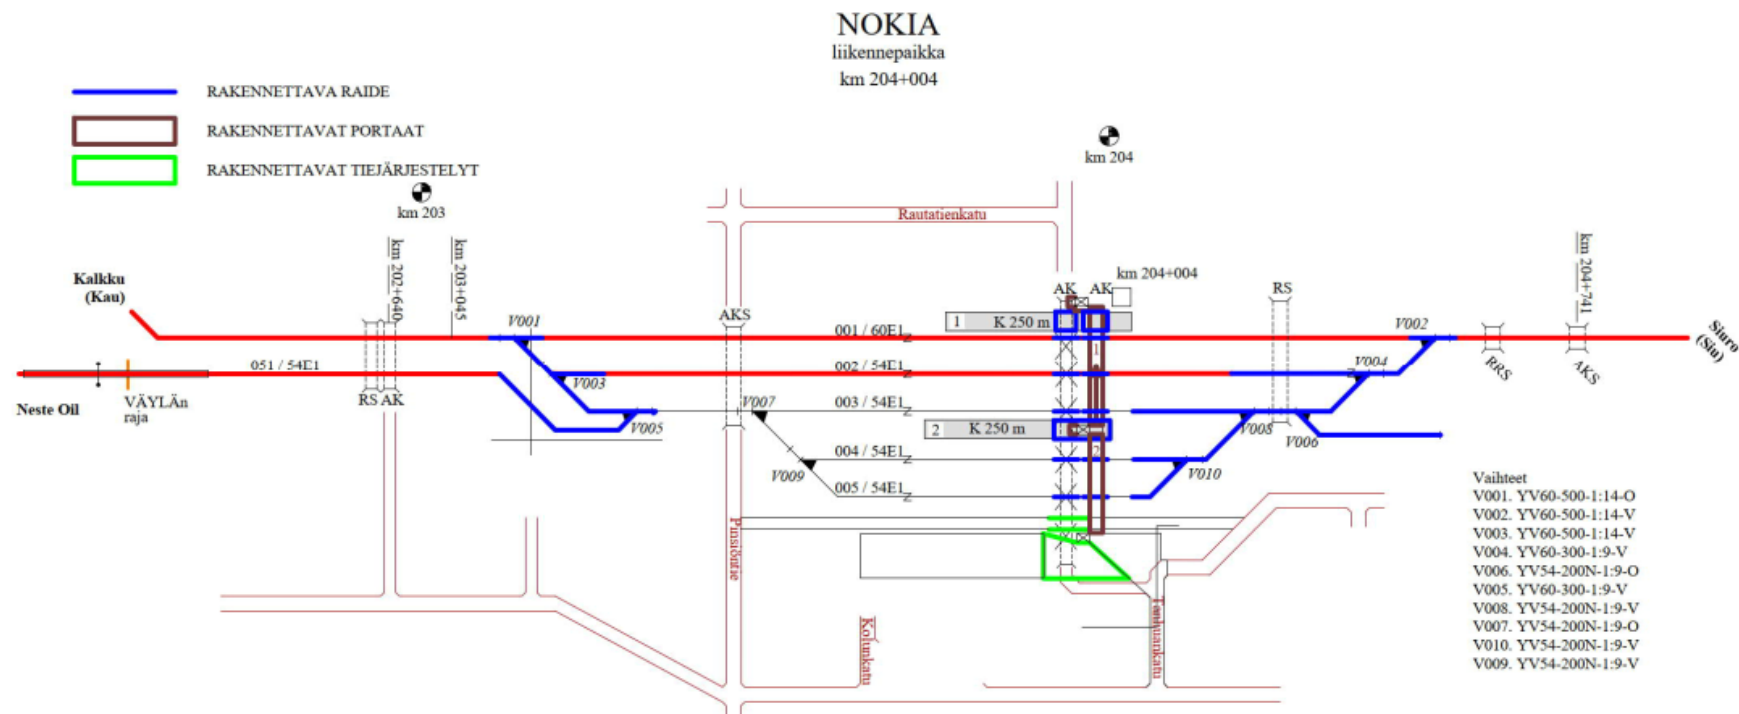 NOKIA
liikennepaikka
km 204+004
RAKENNETTAVA RAIDE
RAKENNETTAVAT PORTAAT
RAKENNETTAVAT TIEJÄRJESTELYT
km 203
km 204
Rautatienkatu
km 202+640
km 203+045
km 204+741
Kalkku
(Kau)
km 204+004
AK
AK
RS
AKS
1
K 250 m
V001
V002
001 / 60E1
Siuro
(Siu)
1
RRS
AKS
051 / 54E1
002 / 54E1
V003
V004
Neste Oil
VÄYLÄn
raja
RS
AK
003 / 54E1
V007
V005
V008
V006
2
K 250 m
004 / 54E1
2
V009
V010
005 / 54E1
Pinsiöntie
Kolunkatu
Tenhuankatu
Vaihteet
V001. YV60-500-1:14-O
V002. YV60-500-1:14-V
V003. YV60-500-1:14-V
V004. YV60-300-1:9-V
V006. YV54-200N-1:9-O
V005. YV60-300-1:9-V
V008. YV54-200N-1:9-V
V007. YV54-200N-1:9-O
V010. YV54-200N-1:9-V
V009. YV54-200N-1:9-V